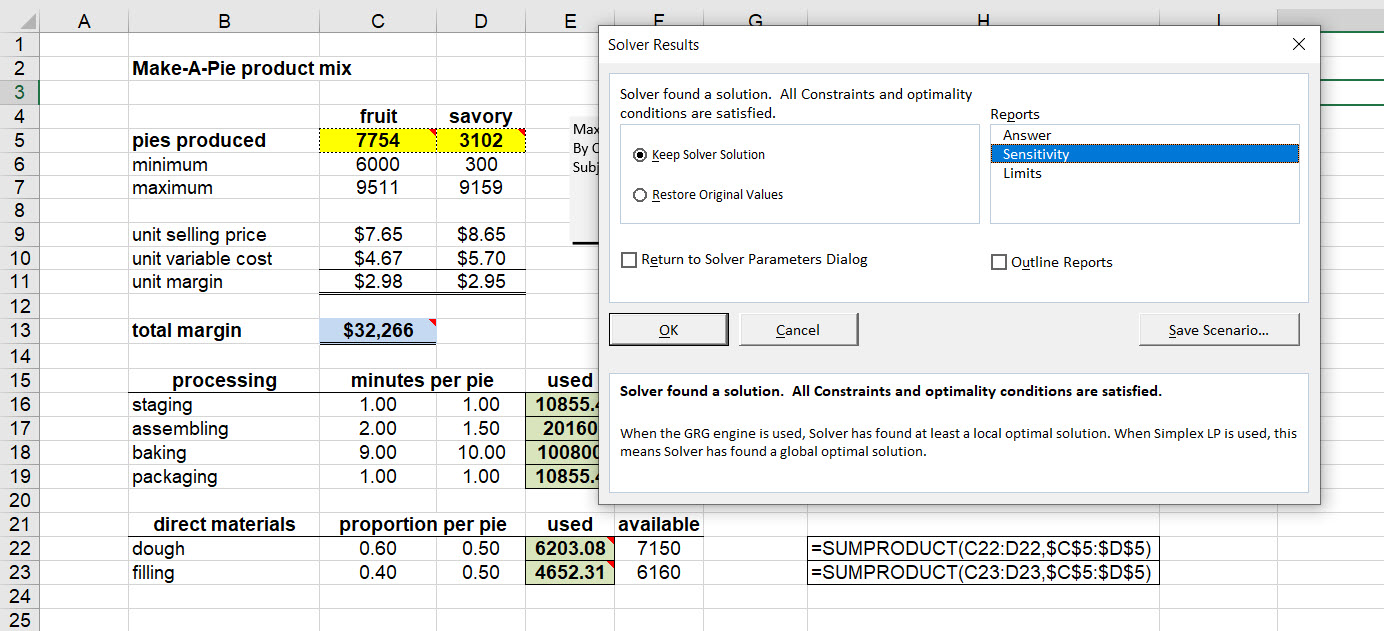 A B C D E F G H I
Solver Results
1
2 Make-A-Pie product mix
3
4 fruit savory
5 pies produced 7754 3102
6 minimum 6000 300
7 maximum 9511 9159
8
9 unit selling price $7.65 $8.65
10 unit variable cost $4.67 $5.70
11 unit margin $2.98 $2.95
12
13 total margin $32,266
14
15 processing minutes per pie used
16 staging 1.00 1.00 10855.
17 assembling 2.00 1.50 20160
18 baking 9.00 10.00 10080
19 packaging 1.00 1.00 10855.
20
21 direct materials proportion per pie used available
22 dough 0.60 0.50 6203.08 7150 =SUMPRODUCT(C22:D22,$C$5:$D$5)
23 filling 0.40 0.50 4652.31 6160 =SUMPRODUCT(C23:D23,$C$5:$D$5)
24
25
Max
By C
Subj
Solver found a solution. All Constraints and optimality
conditions are satisfied.
Keep Solver Solution
Restore Original Values
Return to Solver Parameters Dialog
Reports
Answer
Sensitivity
Limits
Outline Reports
OK Cancel Save Scenario...
Solver found a solution. All Constraints and optimality conditions are satisfied.
When the GRG engine is used, Solver has found at least a local optimal solution. When Simplex LP is used, this
means Solver has found a global optimal solution.